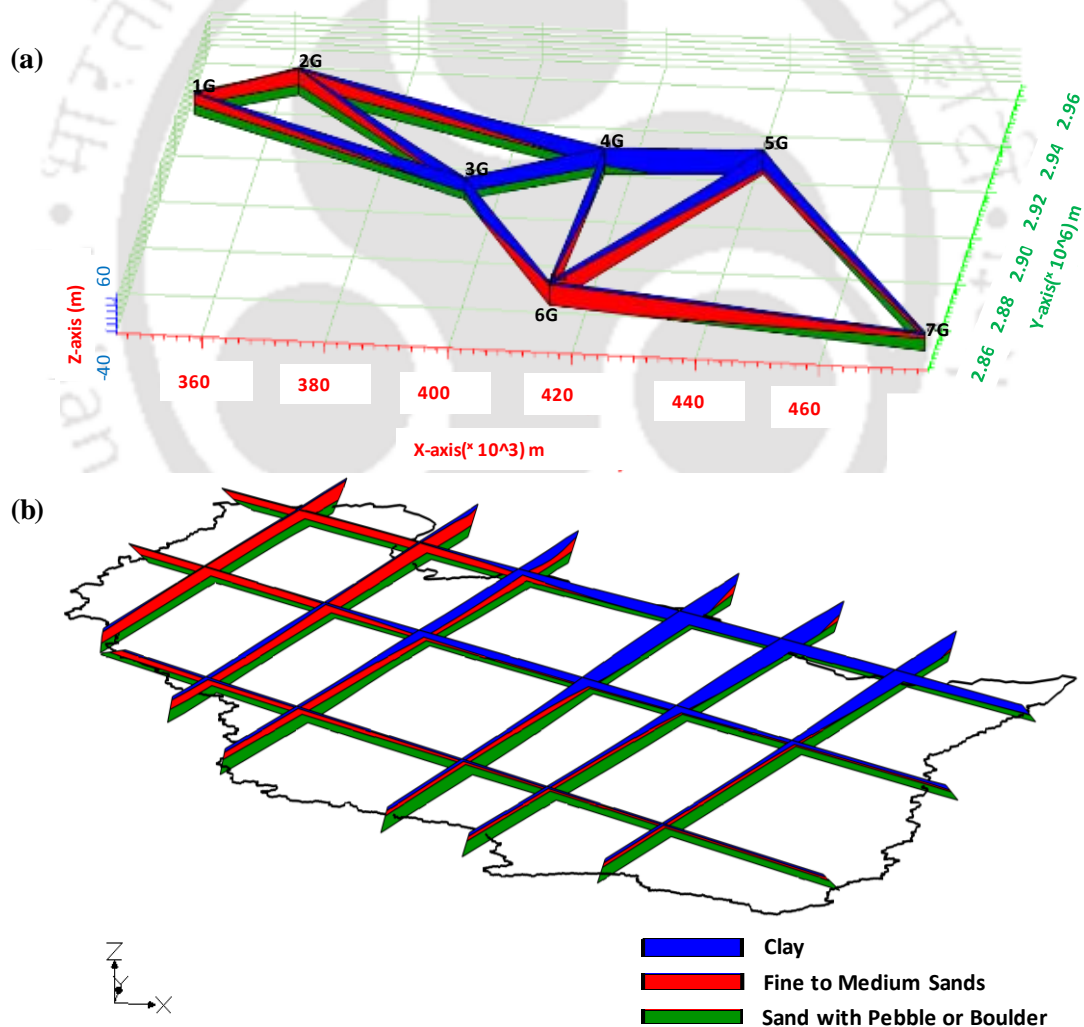 (a)
2G
1G
4G
5G
3G
6G
7G
2.96
2.94
2.92
2.90
2.88
2.86
Y-axis(ˣ 10^6) m
60
-40
Z-axis (m)
360
380
400
420
440
460
X-axis(ˣ 10^3) m
(b)
Z
Y
X
Clay
Fine to Medium Sands
Sand with Pebble or Boulder